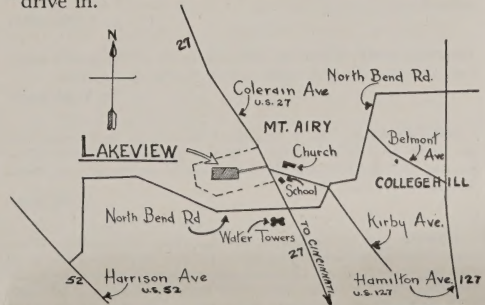 drive in.
N
27
Colerain Ave
U.S. 27
North Bend Rd.
MT. AIRY
Belmont
Ave
LAKEVIEW
Church
School
COLLEGE HILL
North Bend Rd
Water Towers
Kirby Ave.
TO CINCINNATI
27
52
Harrison Ave
U.S. 52
Hamilton Ave.
U.S. 127
127